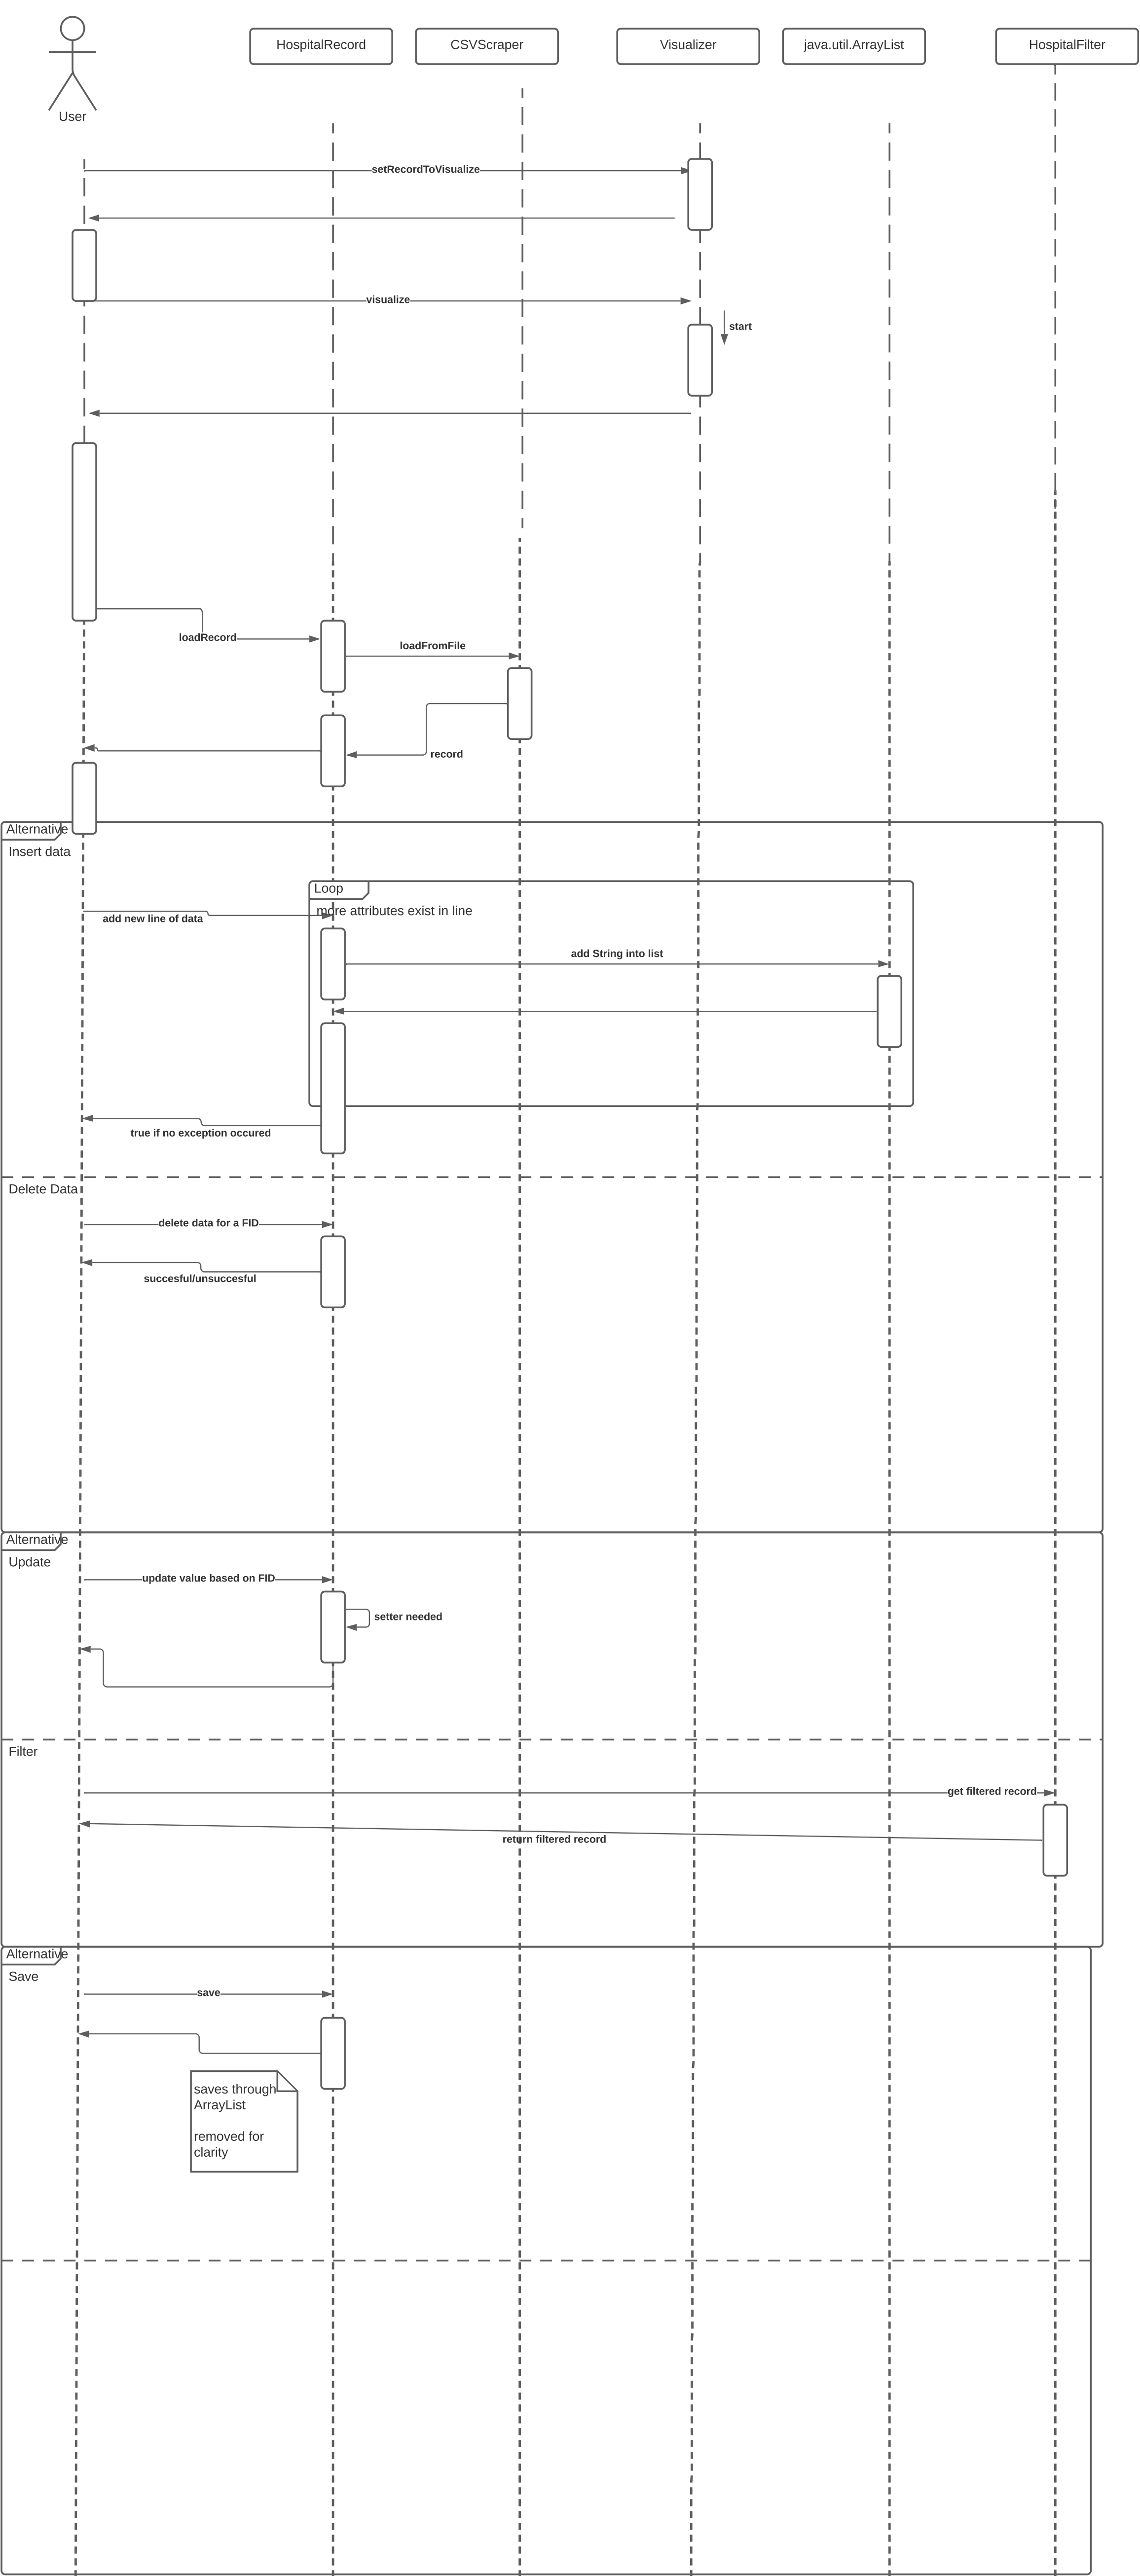 HospitalRecord
CSVScraper
Visualizer
java.util.ArrayList
HospitalFilter
User
setRecordToVisualize
visualize
start
loadRecord
loadFromFile
record
Alternative
Insert data
Loop
more attributes exist in line
add new line of data
add String into list
true if no exception occured
Delete Data
delete data for a FID
succesful/unsuccesful
Alternative
Update
update value based on FID
setter needed
Filter
get filtered record
return filtered record
Alternative
Save
save
saves through
ArrayList
removed for
clarity